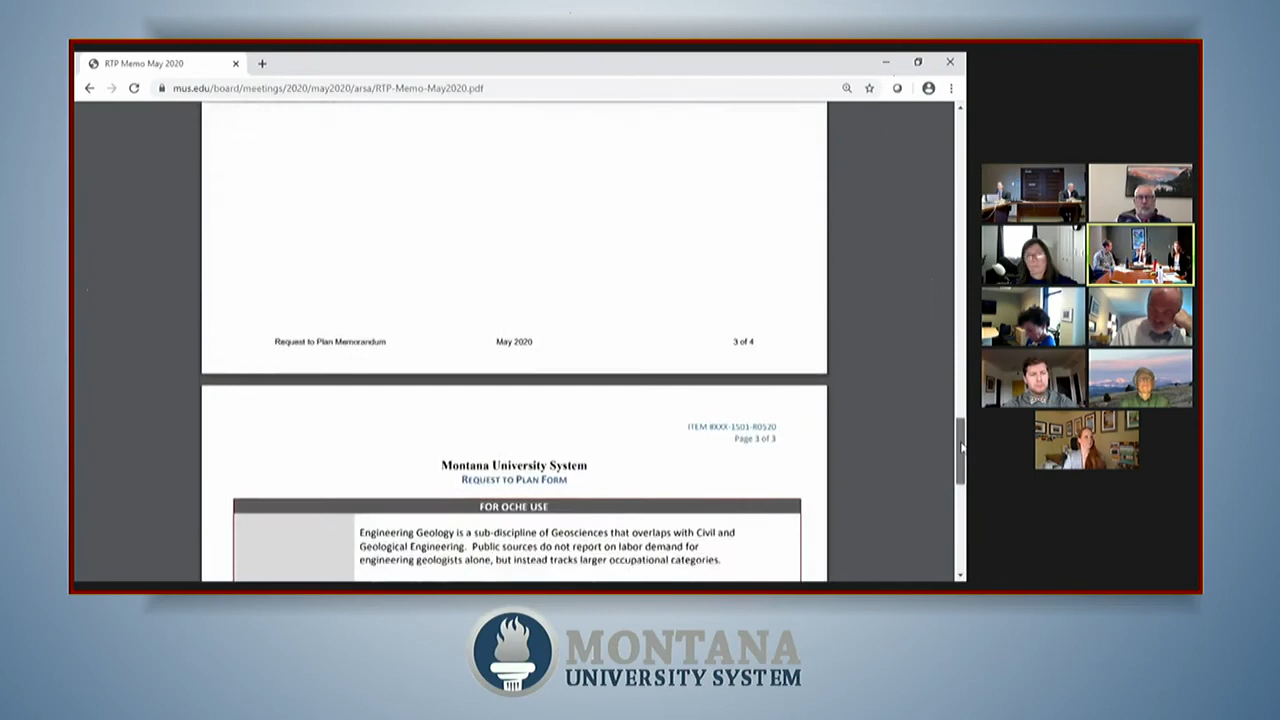 RTP Memo May 2020
mus.edu/board/meetings/2020/may2020/arsa/RTP-Memo-May2020.pdf
Request to Plan Memorandum May 2020 3 of 4
ITEM #XXX-1501-R0520
Page 3 of 3
Montana University System
REQUEST TO PLAN FORM
FOR OCHE USE
Engineering Geology is a sub-discipline of Geosciences that overlaps with Civil and
Geological Engineering. Public sources do not report on labor demand for
engineering geologists alone, but instead tracks larger occupational categories.
MONTANA
UNIVERSITY SYSTEM